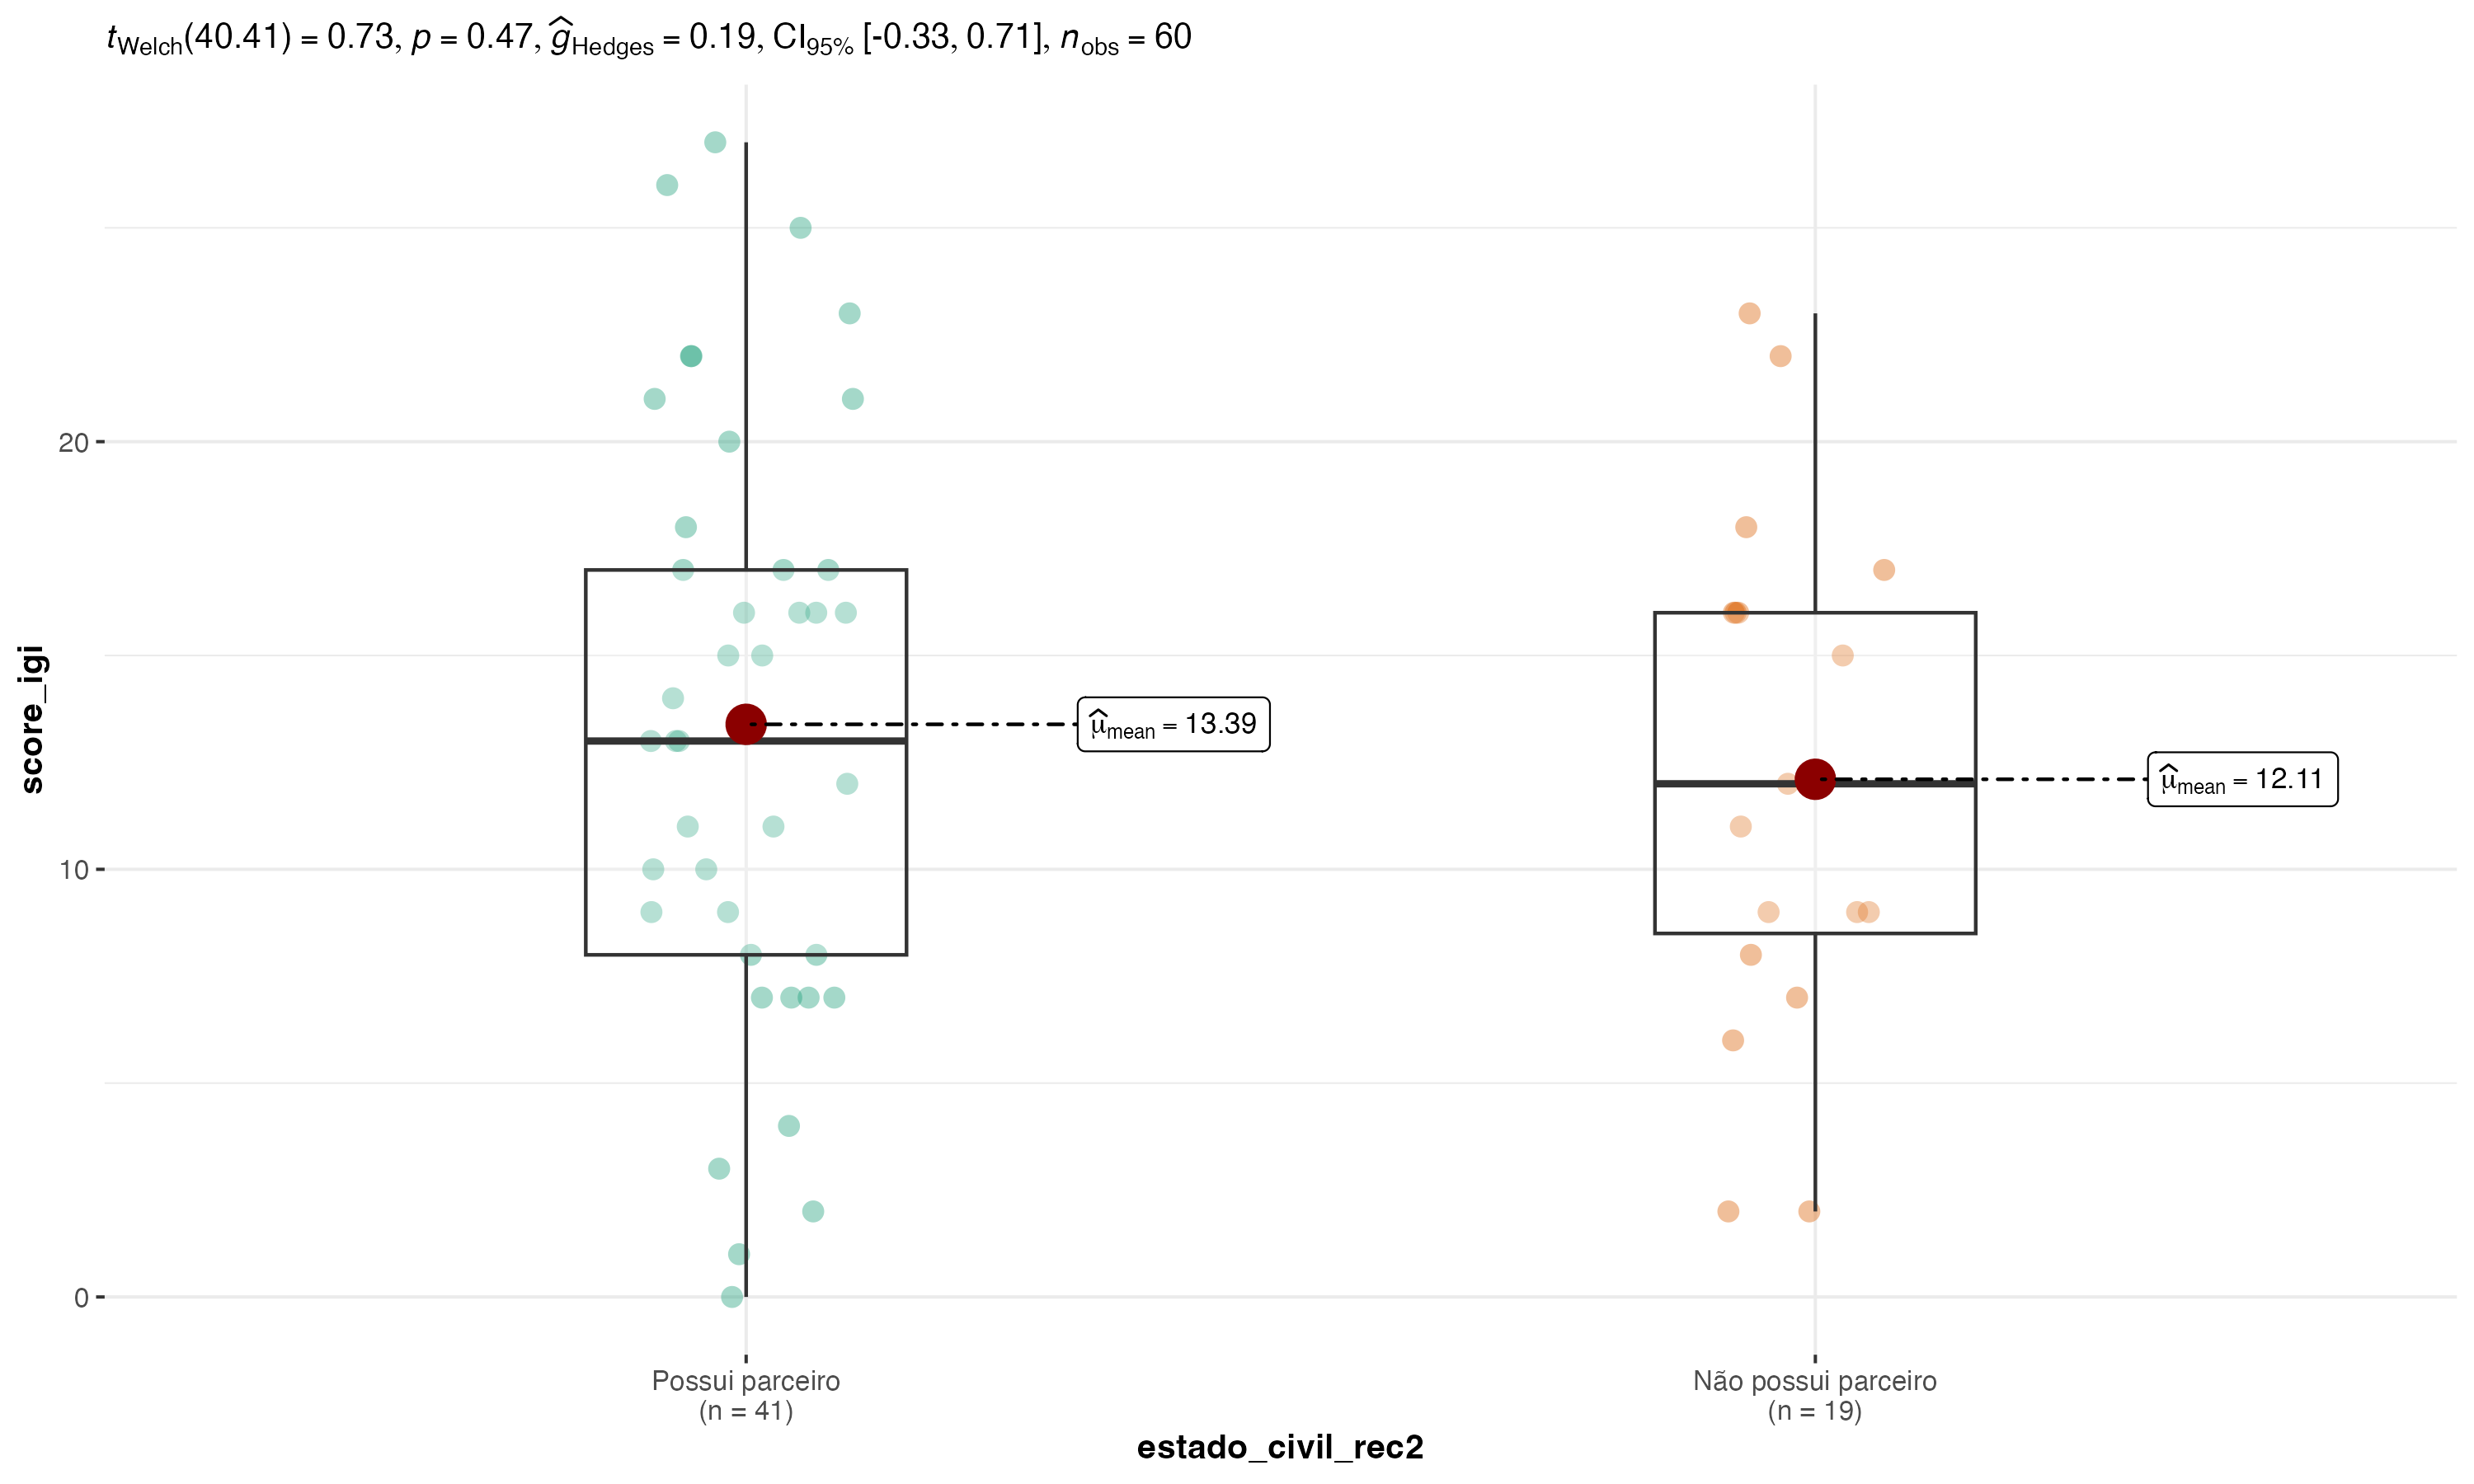 t_Welch(40.41) = 0.73, p = 0.47, ĝ_Hedges = 0.19, CI_95% [-0.33, 0.71], n_obs = 60
score_igi
20
10
0
μ̂_mean = 13.39
μ̂_mean = 12.11
Possui parceiro
(n = 41)
Não possui parceiro
(n = 19)
estado_civil_rec2